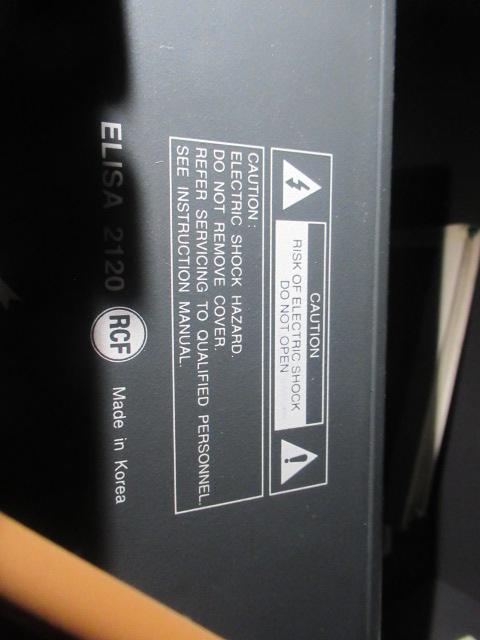 CAUTION
RISK OF ELECTRIC SHOCK
DO NOT OPEN
CAUTION :
ELECTRIC SHOCK HAZARD.
DO NOT REMOVE COVER.
REFER SERVICING TO QUALIFIED PERSONNEL.
SEE INSTRUCTION MANUAL.
ELISA 2120 RCF Made in Korea